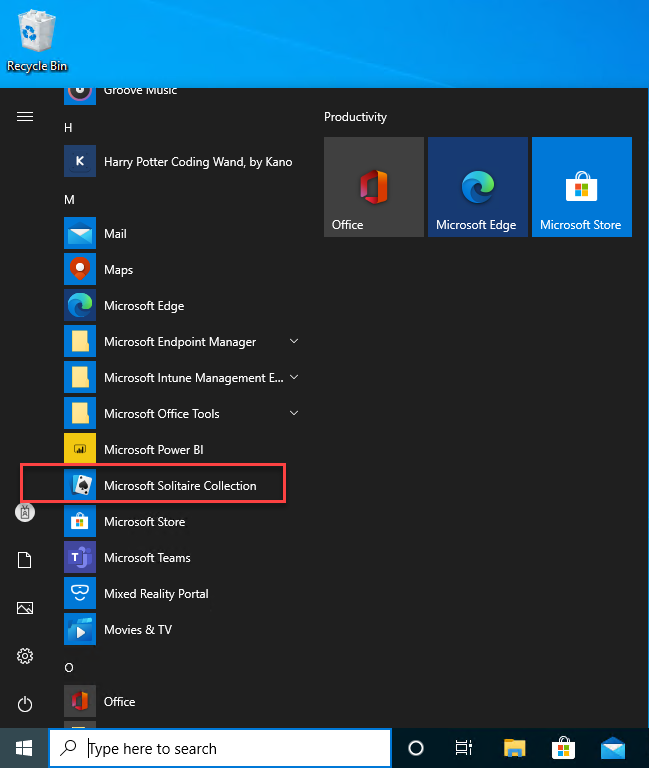 Recycle Bin
Groove Music
H
K
Harry Potter Coding Wand, by Kano
M
Mail
Maps
Microsoft Edge
Microsoft Endpoint Manager
Microsoft Intune Management E...
Microsoft Office Tools
Microsoft Power BI
Microsoft Solitaire Collection
Microsoft Store
Microsoft Teams
Mixed Reality Portal
Movies & TV
O
Office
Productivity
Office
Microsoft Edge
Microsoft Store
Type here to search